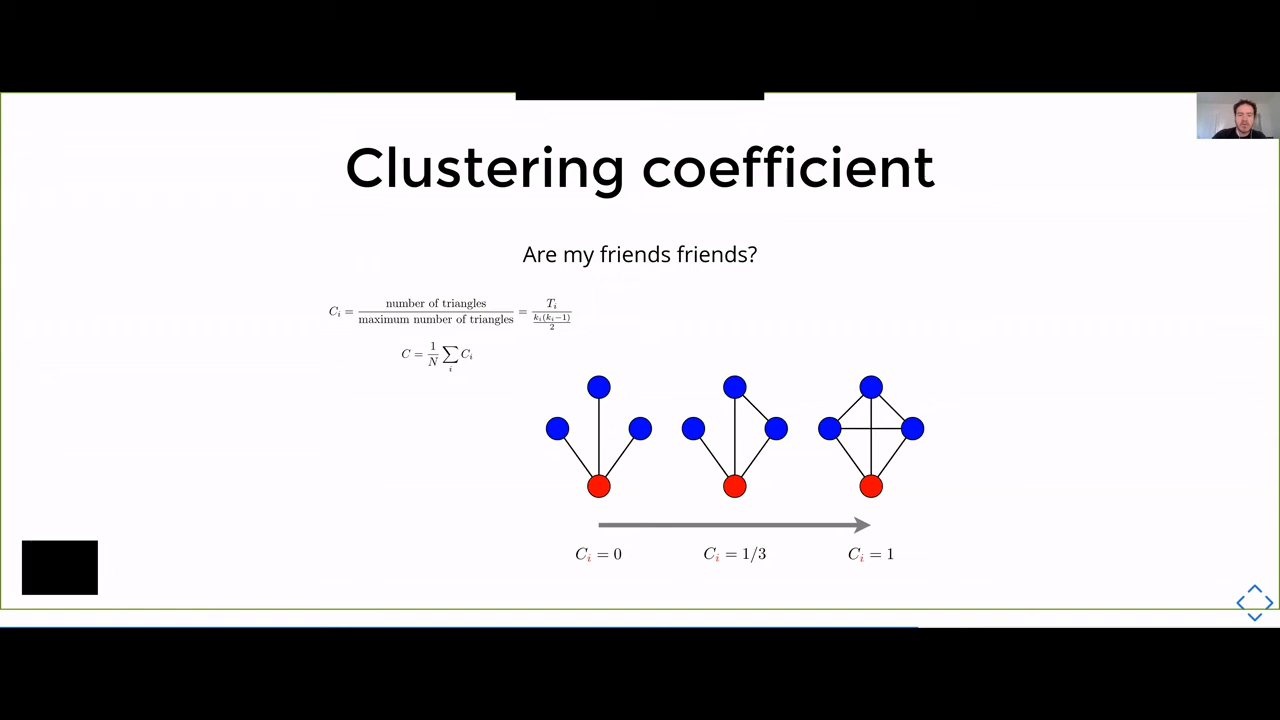 Clustering coefficient
Are my friends friends?
C_i = number of triangles / maximum number of triangles = T_i / (k_i(k_i−1) / 2)
C = 1/N ∑_i C_i
C_i = 0
C_i = 1/3
C_i = 1